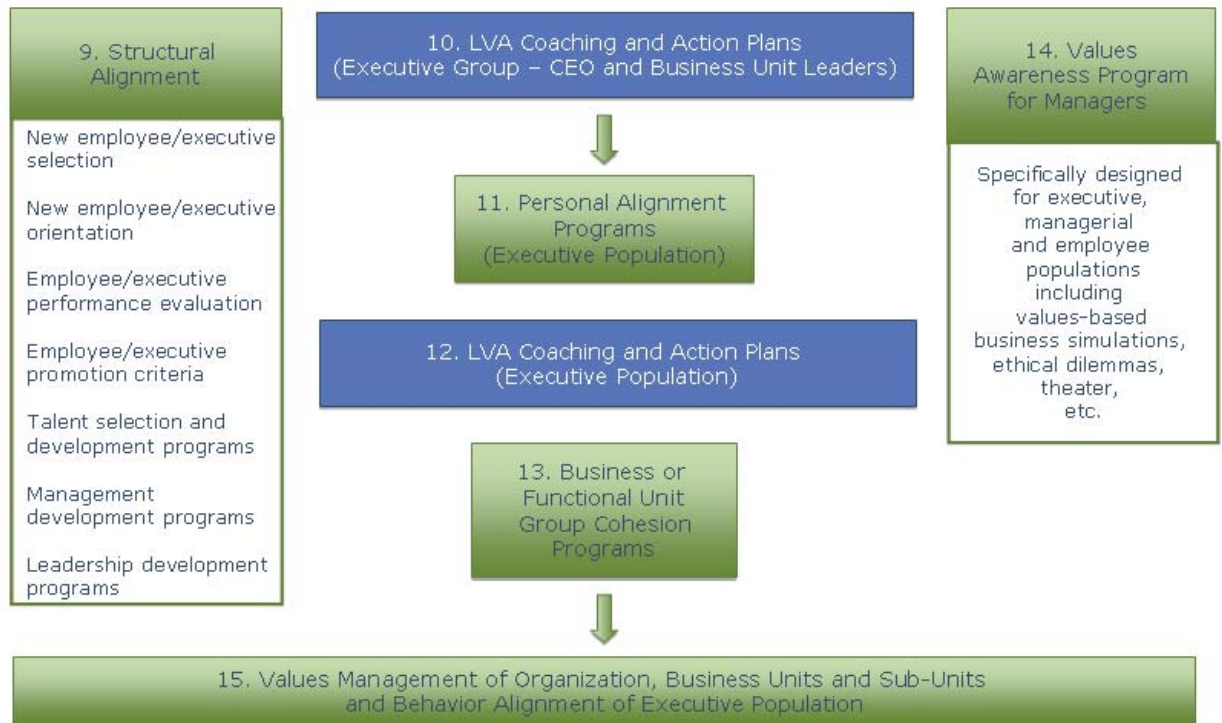 9. Structural
Alignment
New employee/executive
selection
New employee/executive
orientation
Employee/executive
performance evaluation
Employee/executive
promotion criteria
Talent selection and
development programs
Management
development programs
Leadership development
programs
10. LVA Coaching and Action Plans
(Executive Group – CEO and Business Unit Leaders)
11. Personal Alignment
Programs
(Executive Population)
12. LVA Coaching and Action Plans
(Executive Population)
13. Business or
Functional Unit
Group Cohesion
Programs
14. Values
Awareness Program
for Managers
Specifically designed
for executive,
managerial
and employee
populations
including
values-based
business simulations,
ethical dilemmas,
theater,
etc.
15. Values Management of Organization, Business Units and Sub-Units
and Behavior Alignment of Executive Population